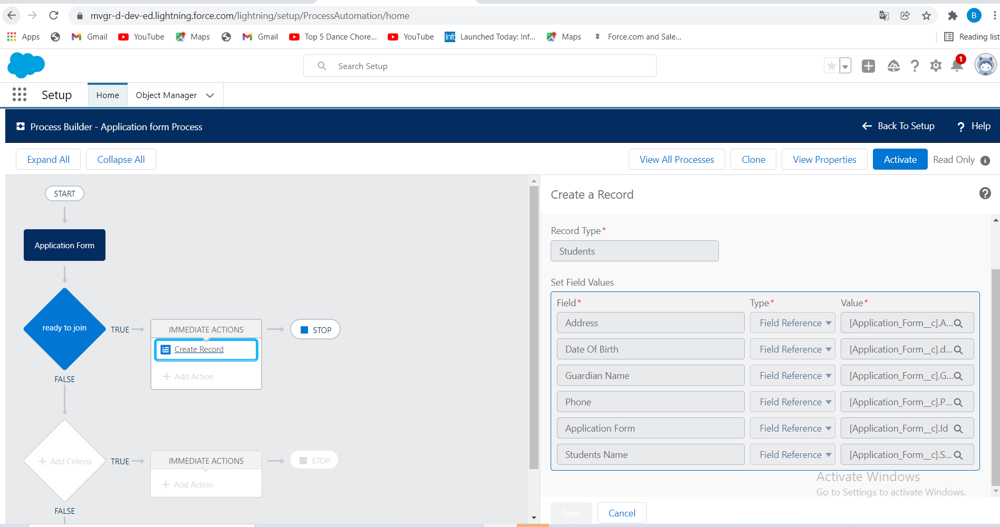 mvgr-d-dev-ed.lightning.force.com/lightning/setup/ProcessAutomation/home
B
Apps Gmail YouTube Maps Gmail Top 5 Dance Chore... YouTube Info Launched Today: Inf... Maps $ Force.com and Sale... Reading list
Search Setup
1
Setup Home Object Manager
Process Builder - Application form Process
Back To Setup ? Help
Expand All Collapse All
View All Processes Clone View Properties Activate Read Only i
START
Application Form
ready to join
TRUE
IMMEDIATE ACTIONS
STOP
Create Record
+ Add Action
FALSE
+ Add Criteria
TRUE
IMMEDIATE ACTIONS
STOP
+ Add Action
FALSE
Create a Record
?
Record Type*
Students
Set Field Values
Field* Type* Value*
Address Field Reference [Application_Form__c].A...
Date Of Birth Field Reference [Application_Form__c].d...
Guardian Name Field Reference [Application_Form__c].G...
Phone Field Reference [Application_Form__c].P...
Application Form Field Reference [Application_Form__c].Id
Students Name Field Reference [Application_Form__c].S...
Activate Windows
Go to Settings to activate Windows.
Save Cancel